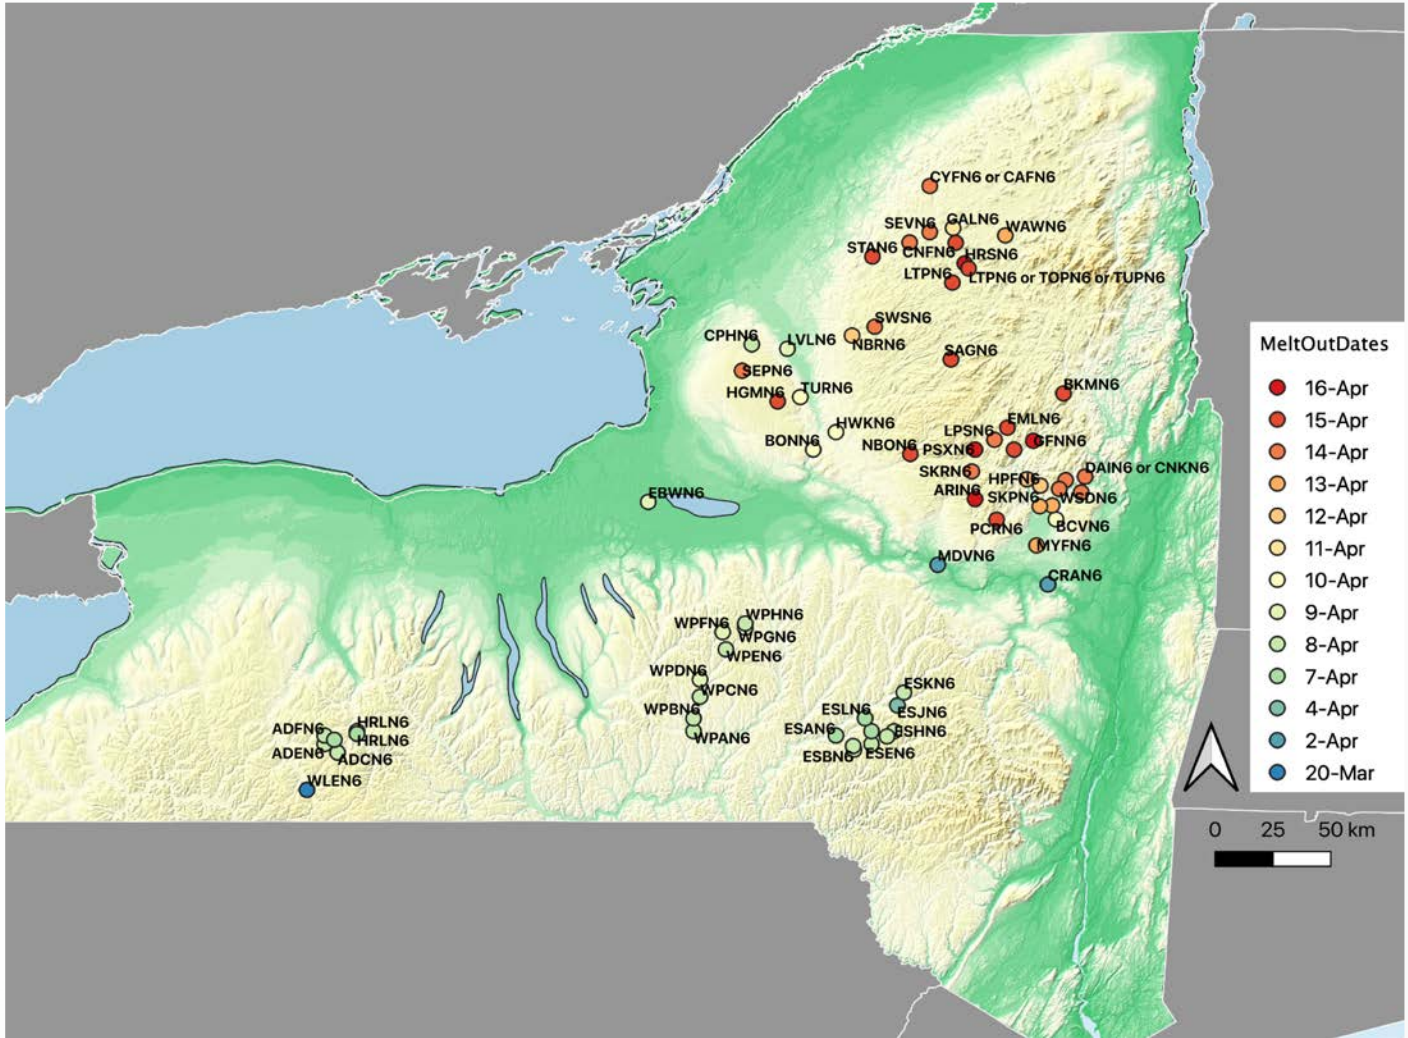 CYFN6 or CAFN6
SEVN6
GALN6
WAWN6
STAN6
CNFN6
HRSN6
LTPN6
LTPN6 or TOPN6 or TUPN6
SWSN6
NBRN6
CPHN6
LVLN6
SAGN6
SEPN6
HGMN6
TURN6
BKMN6
HWKN6
EMLN6
LPSN6
GFNN6
BONN6
NBON6
PSXN6
SKRN6
HPFN6
DAIN6 or CNKN6
ARIN6
SKPN6
WSDN6
EBWN6
PCRN6
BCVN6
MYFN6
MDVN6
CRAN6
WPHN6
WPFN6
WPGN6
WPEN6
WPDN6
WPCN6
WPBN6
WPAN6
ESKN6
ESLN6
ESJN6
ESAN6
ESHN6
ESBN6
ESEN6
ADFN6
HRLN6
HRLN6
ADEN6
ADCN6
WLEN6
MeltOutDates
16-Apr
15-Apr
14-Apr
13-Apr
12-Apr
11-Apr
10-Apr
9-Apr
8-Apr
7-Apr
4-Apr
2-Apr
20-Mar
0 25 50 km